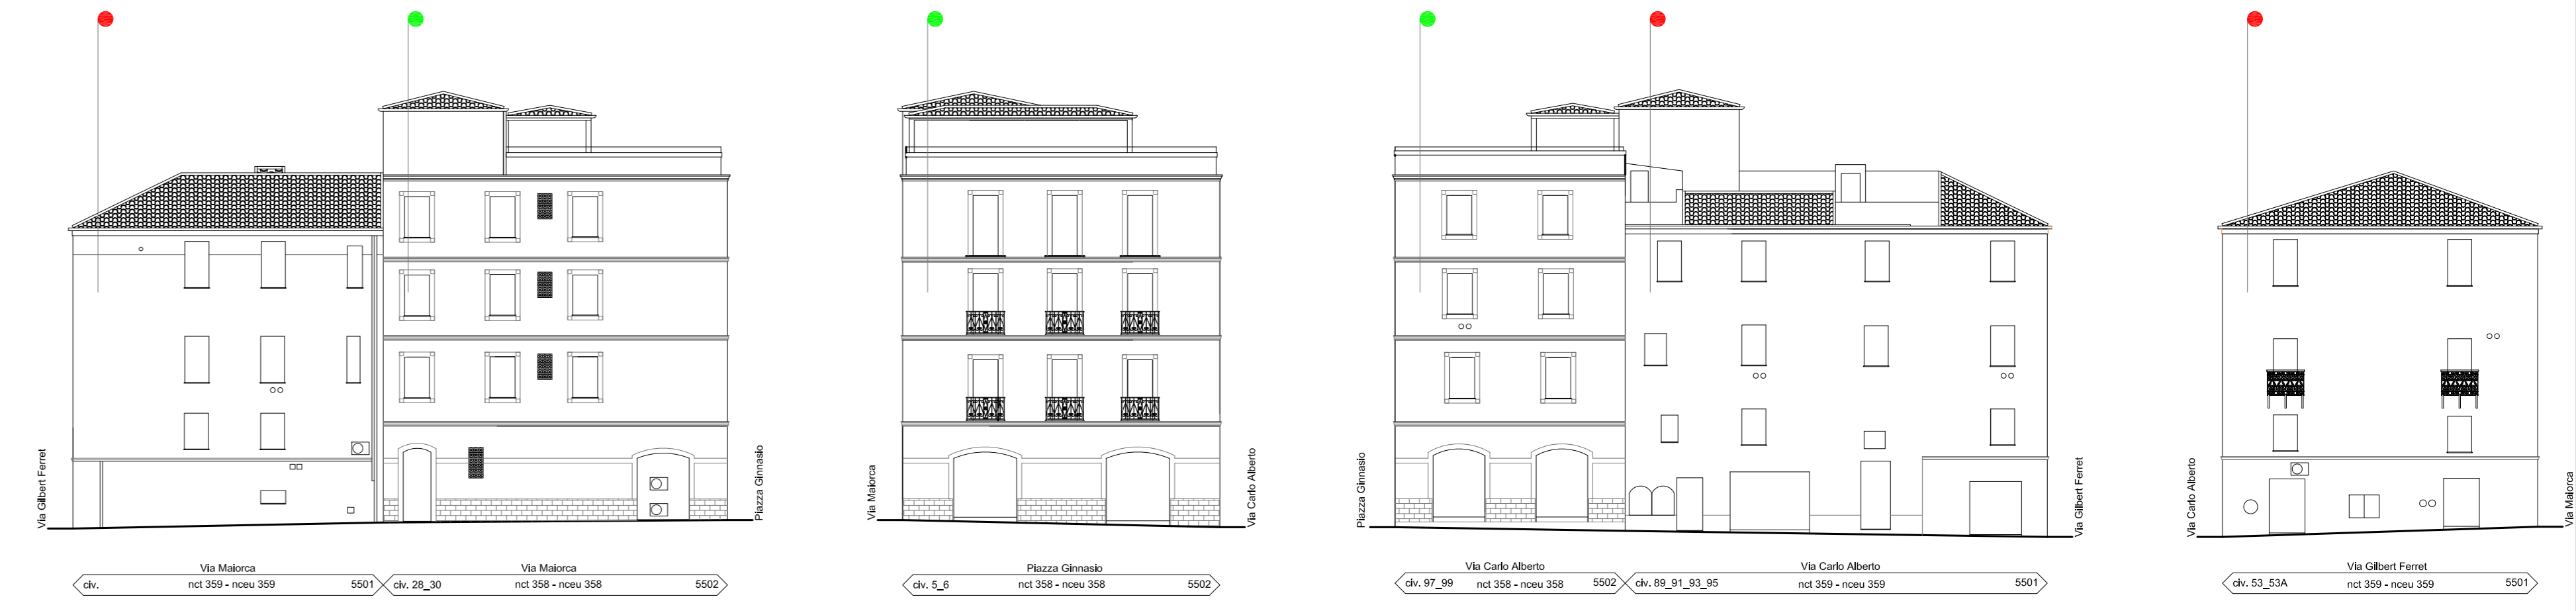 Via Gilbert Ferret
Piazza Ginnasio
Via Maiorca
Via Maiorca
civ.
nct 359 - nceu 359
5501
civ. 28_30
nct 358 - nceu 358
5502
Via Maiorca
Via Carlo Alberto
Piazza Ginnasio
civ. 5_6
nct 358 - nceu 358
5502
Piazza Ginnasio
Via Gilbert Ferret
Via Carlo Alberto
Via Carlo Alberto
civ. 97_99
nct 358 - nceu 358
5502
civ. 89_91_93_95
nct 359 - nceu 359
5501
Via Carlo Alberto
Via Maiorca
Via Gilbert Ferret
civ. 53_53A
nct 359 - nceu 359
5501